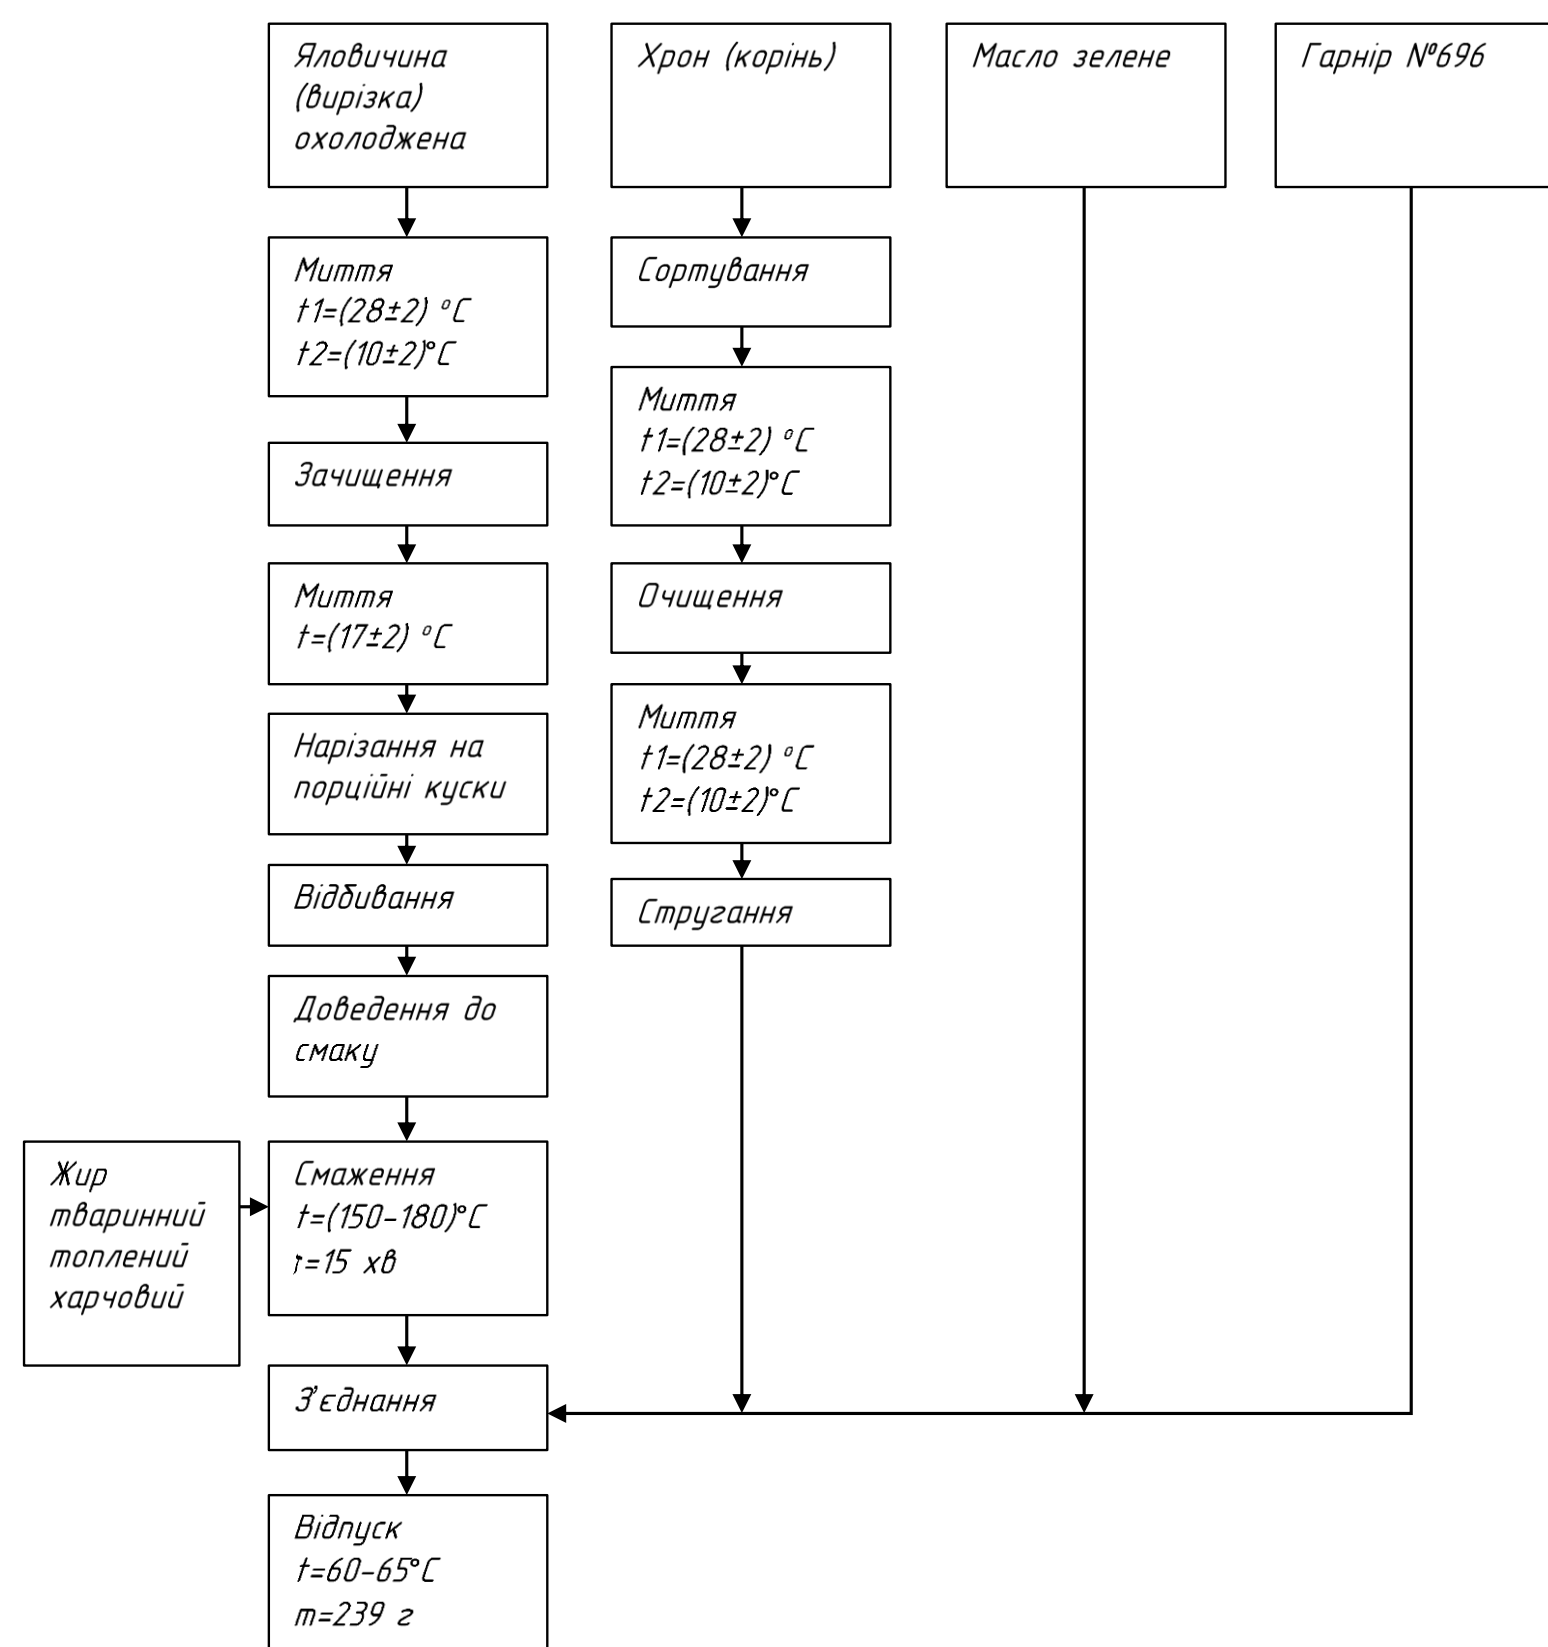 Яловичина
(вирізка)
охолоджена
Хрон (корінь)
Масло зелене
Гарнір №696
Миття
t1=(28±2) °С
t2=(10±2)°С
Зачищення
Миття
t=(17±2) °С
Нарізання на
порційні куски
Відбивання
Доведення до
смаку
Жир
тваринний
топлений
харчовий
Смаження
t=(150-180)°С
τ=15 хв
З'єднання
Відпуск
t=60-65°С
m=239 г
Сортування
Миття
t1=(28±2) °С
t2=(10±2)°С
Очищення
Миття
t1=(28±2) °С
t2=(10±2)°С
Стругання